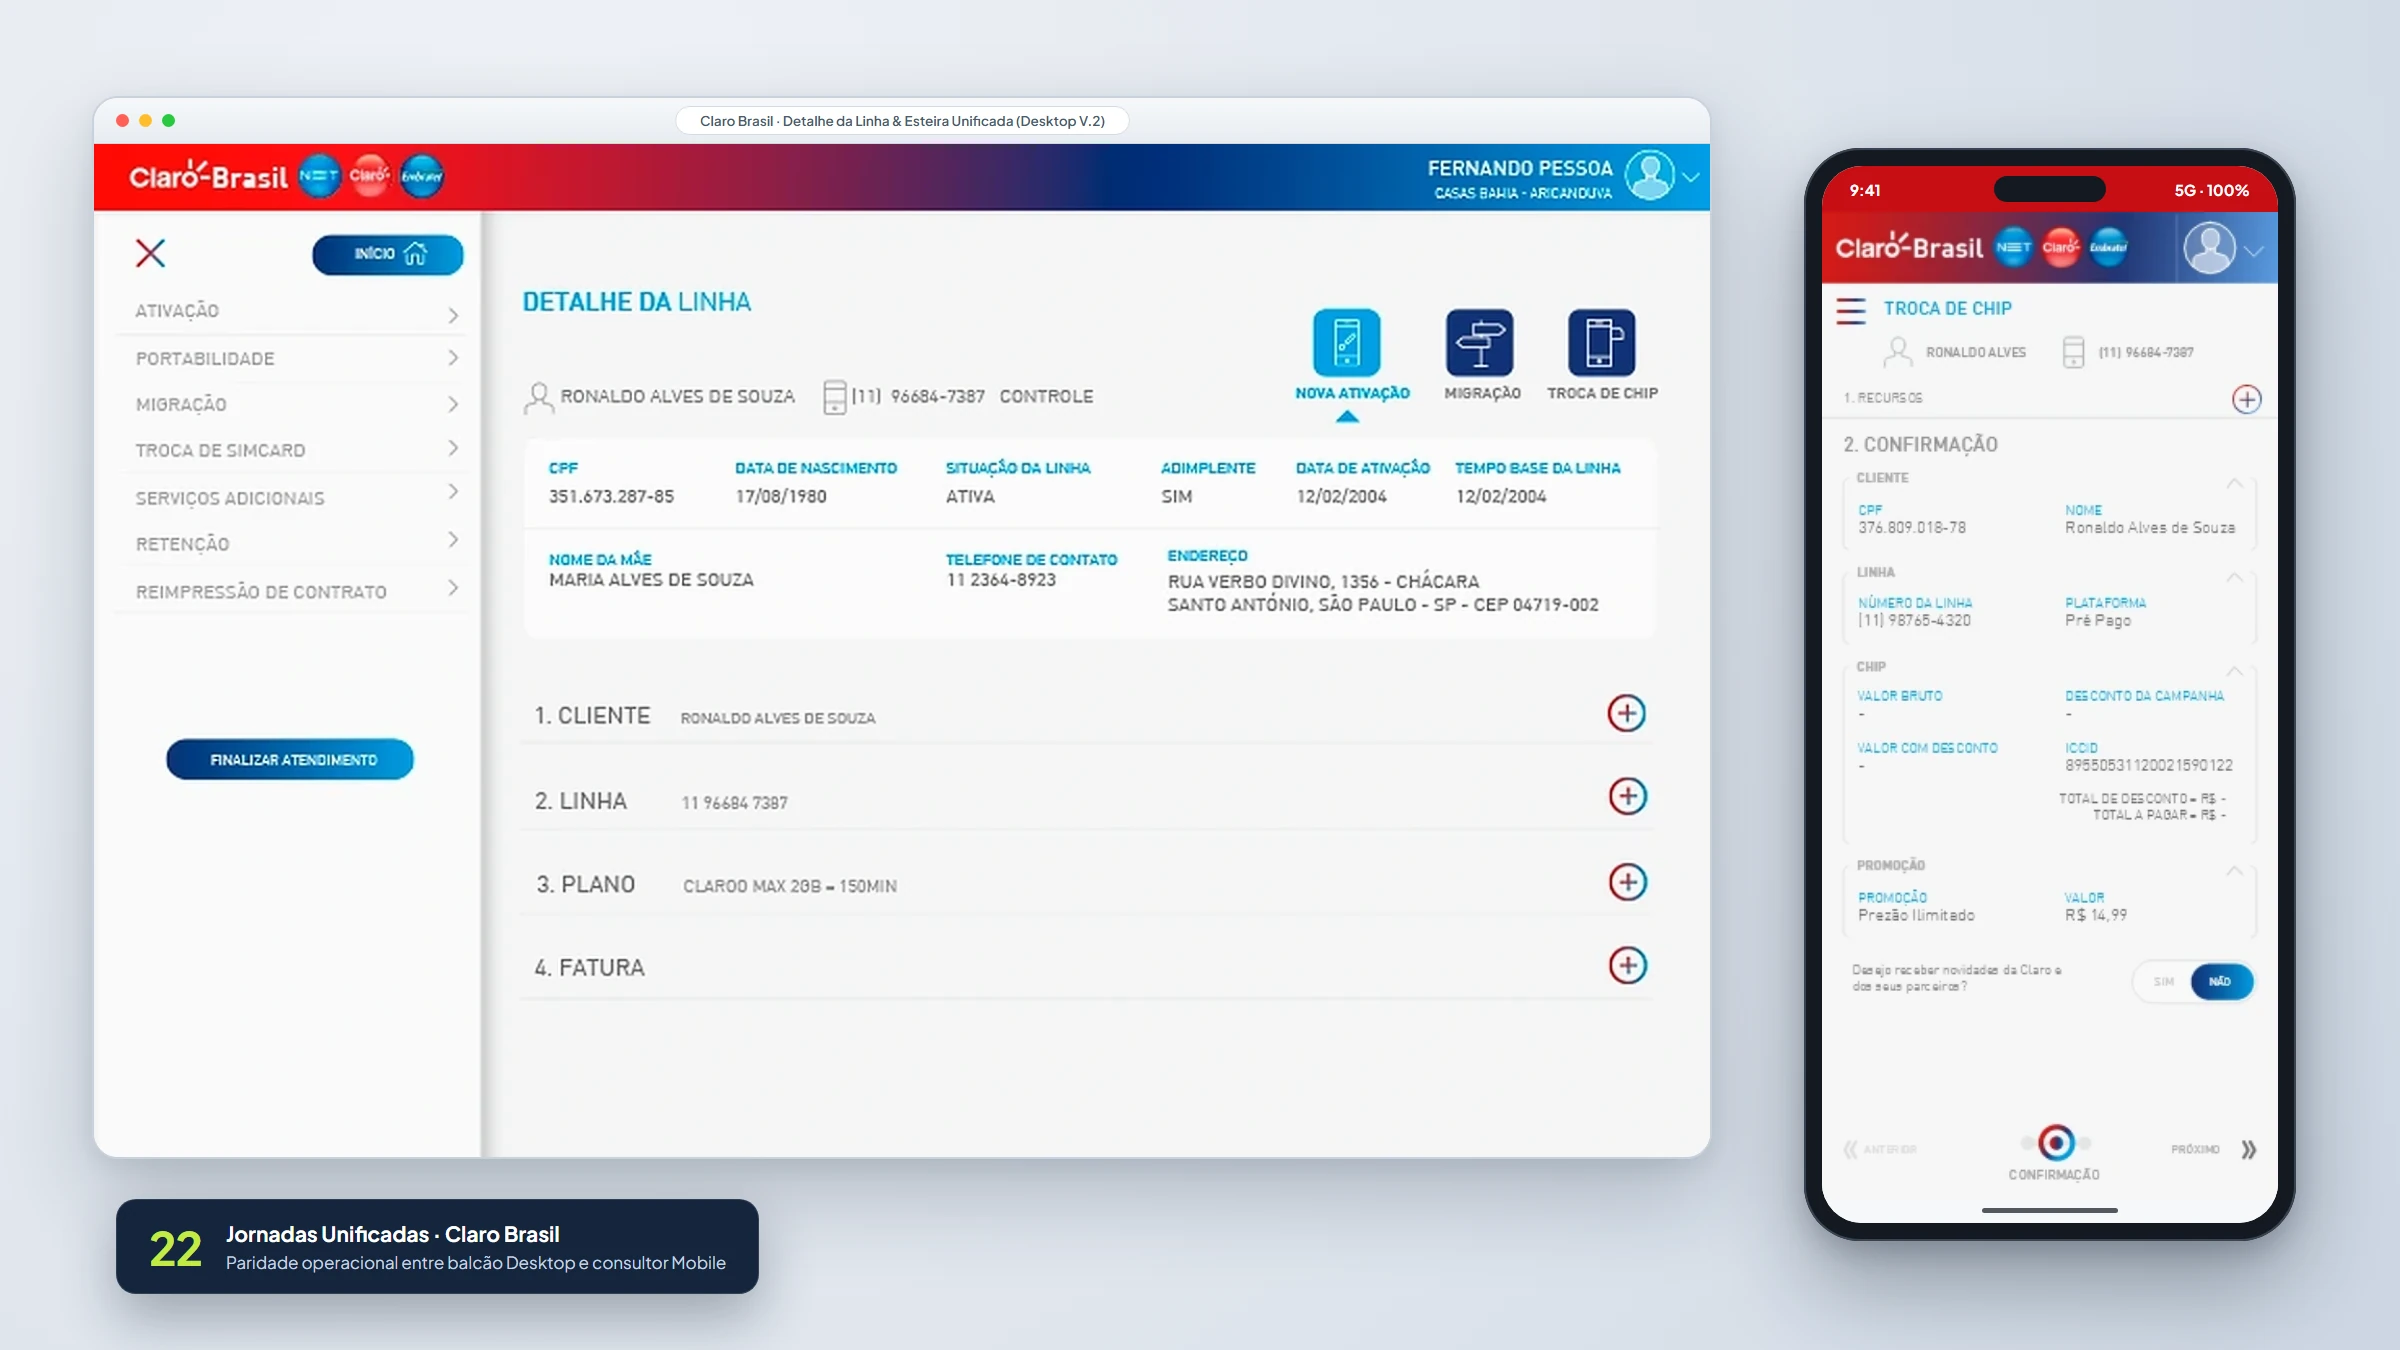 Claro Brasil · Detalhe da Linha & Esteira Unificada (Desktop V.2)
Claro-Brasil NET Claro Embratel
FERNANDO PESSOA
CASAS BAHIA - ARICANDUVA
INÍCIO
ATIVAÇÃO
PORTABILIDADE
MIGRAÇÃO
TROCA DE SIMCARD
SERVIÇOS ADICIONAIS
RETENÇÃO
REIMPRESSÃO DE CONTRATO
FINALIZAR ATENDIMENTO
DETALHE DA LINHA
NOVA ATIVAÇÃO MIGRAÇÃO TROCA DE CHIP
RONALDO ALVES DE SOUZA (11) 96684-7387 CONTROLE
CPF DATA DE NASCIMENTO SITUAÇÃO DA LINHA ADIMPLENTE DATA DE ATIVAÇÃO TEMPO BASE DA LINHA
351.673.287-85 17/08/1980 ATIVA SIM 12/02/2004 12/02/2004
NOME DA MÃE TELEFONE DE CONTATO ENDEREÇO
MARIA ALVES DE SOUZA 11 2364-8923 RUA VERBO DIVINO, 1356 - CHÁCARA
SANTO ANTÓNIO, SÃO PAULO - SP - CEP 04719-002
1. CLIENTE RONALDO ALVES DE SOUZA
2. LINHA 11 96684 7387
3. PLANO CLAROO MAX 2GB = 150MIN
4. FATURA
22
Jornadas Unificadas · Claro Brasil
Paridade operacional entre balcão Desktop e consultor Mobile
9:41 5G · 100%
Claro-Brasil NET Claro Embratel
TROCA DE CHIP
RONALDO ALVES (11) 96684-7387
1. RECURSOS
2. CONFIRMAÇÃO
CLIENTE
CPF NOME
376.809.018-78 Ronaldo Alves de Souza
LINHA
NÚMERO DA LINHA PLATAFORMA
(11) 98765-4320 Pré Pago
CHIP
VALOR BRUTO DESCONTO DA CAMPANHA
- -
VALOR COM DESCONTO ICCID
- 89550531120021590122
TOTAL DE DESCONTO = R$ -
TOTAL A PAGAR = R$ -
PROMOÇÃO
PROMOÇÃO VALOR
Prezão Ilimitado R$ 14,99
Desejo receber novidades da Claro e
dos seus parceiros?
SIM NÃO
ANTERIOR PRÓXIMO
CONFIRMAÇÃO